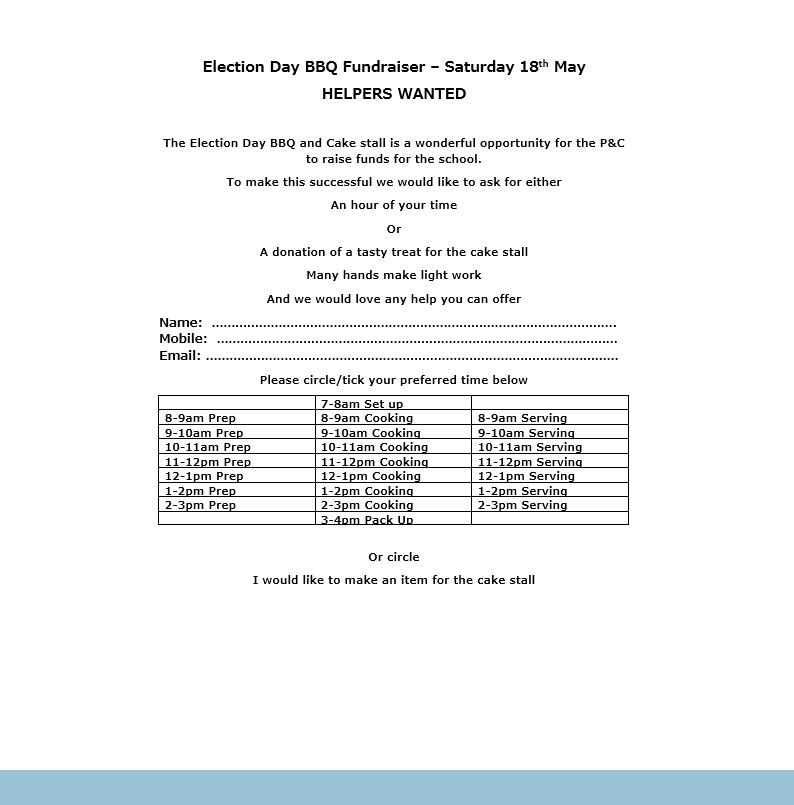 Election Day BBQ Fundraiser – Saturday 18th May
HELPERS WANTED
The Election Day BBQ and Cake stall is a wonderful opportunity for the P&C
to raise funds for the school.
To make this successful we would like to ask for either
An hour of your time
Or
A donation of a tasty treat for the cake stall
Many hands make light work
And we would love any help you can offer
Name: ........................................................................................................
Mobile: .......................................................................................................
Email: ..........................................................................................................
Please circle/tick your preferred time below
7-8am Set up
8-9am Prep 8-9am Cooking 8-9am Serving
9-10am Prep 9-10am Cooking 9-10am Serving
10-11am Prep 10-11am Cooking 10-11am Serving
11-12pm Prep 11-12pm Cooking 11-12pm Serving
12-1pm Prep 12-1pm Cooking 12-1pm Serving
1-2pm Prep 1-2pm Cooking 1-2pm Serving
2-3pm Prep 2-3pm Cooking 2-3pm Serving
3-4pm Pack Up
Or circle
I would like to make an item for the cake stall